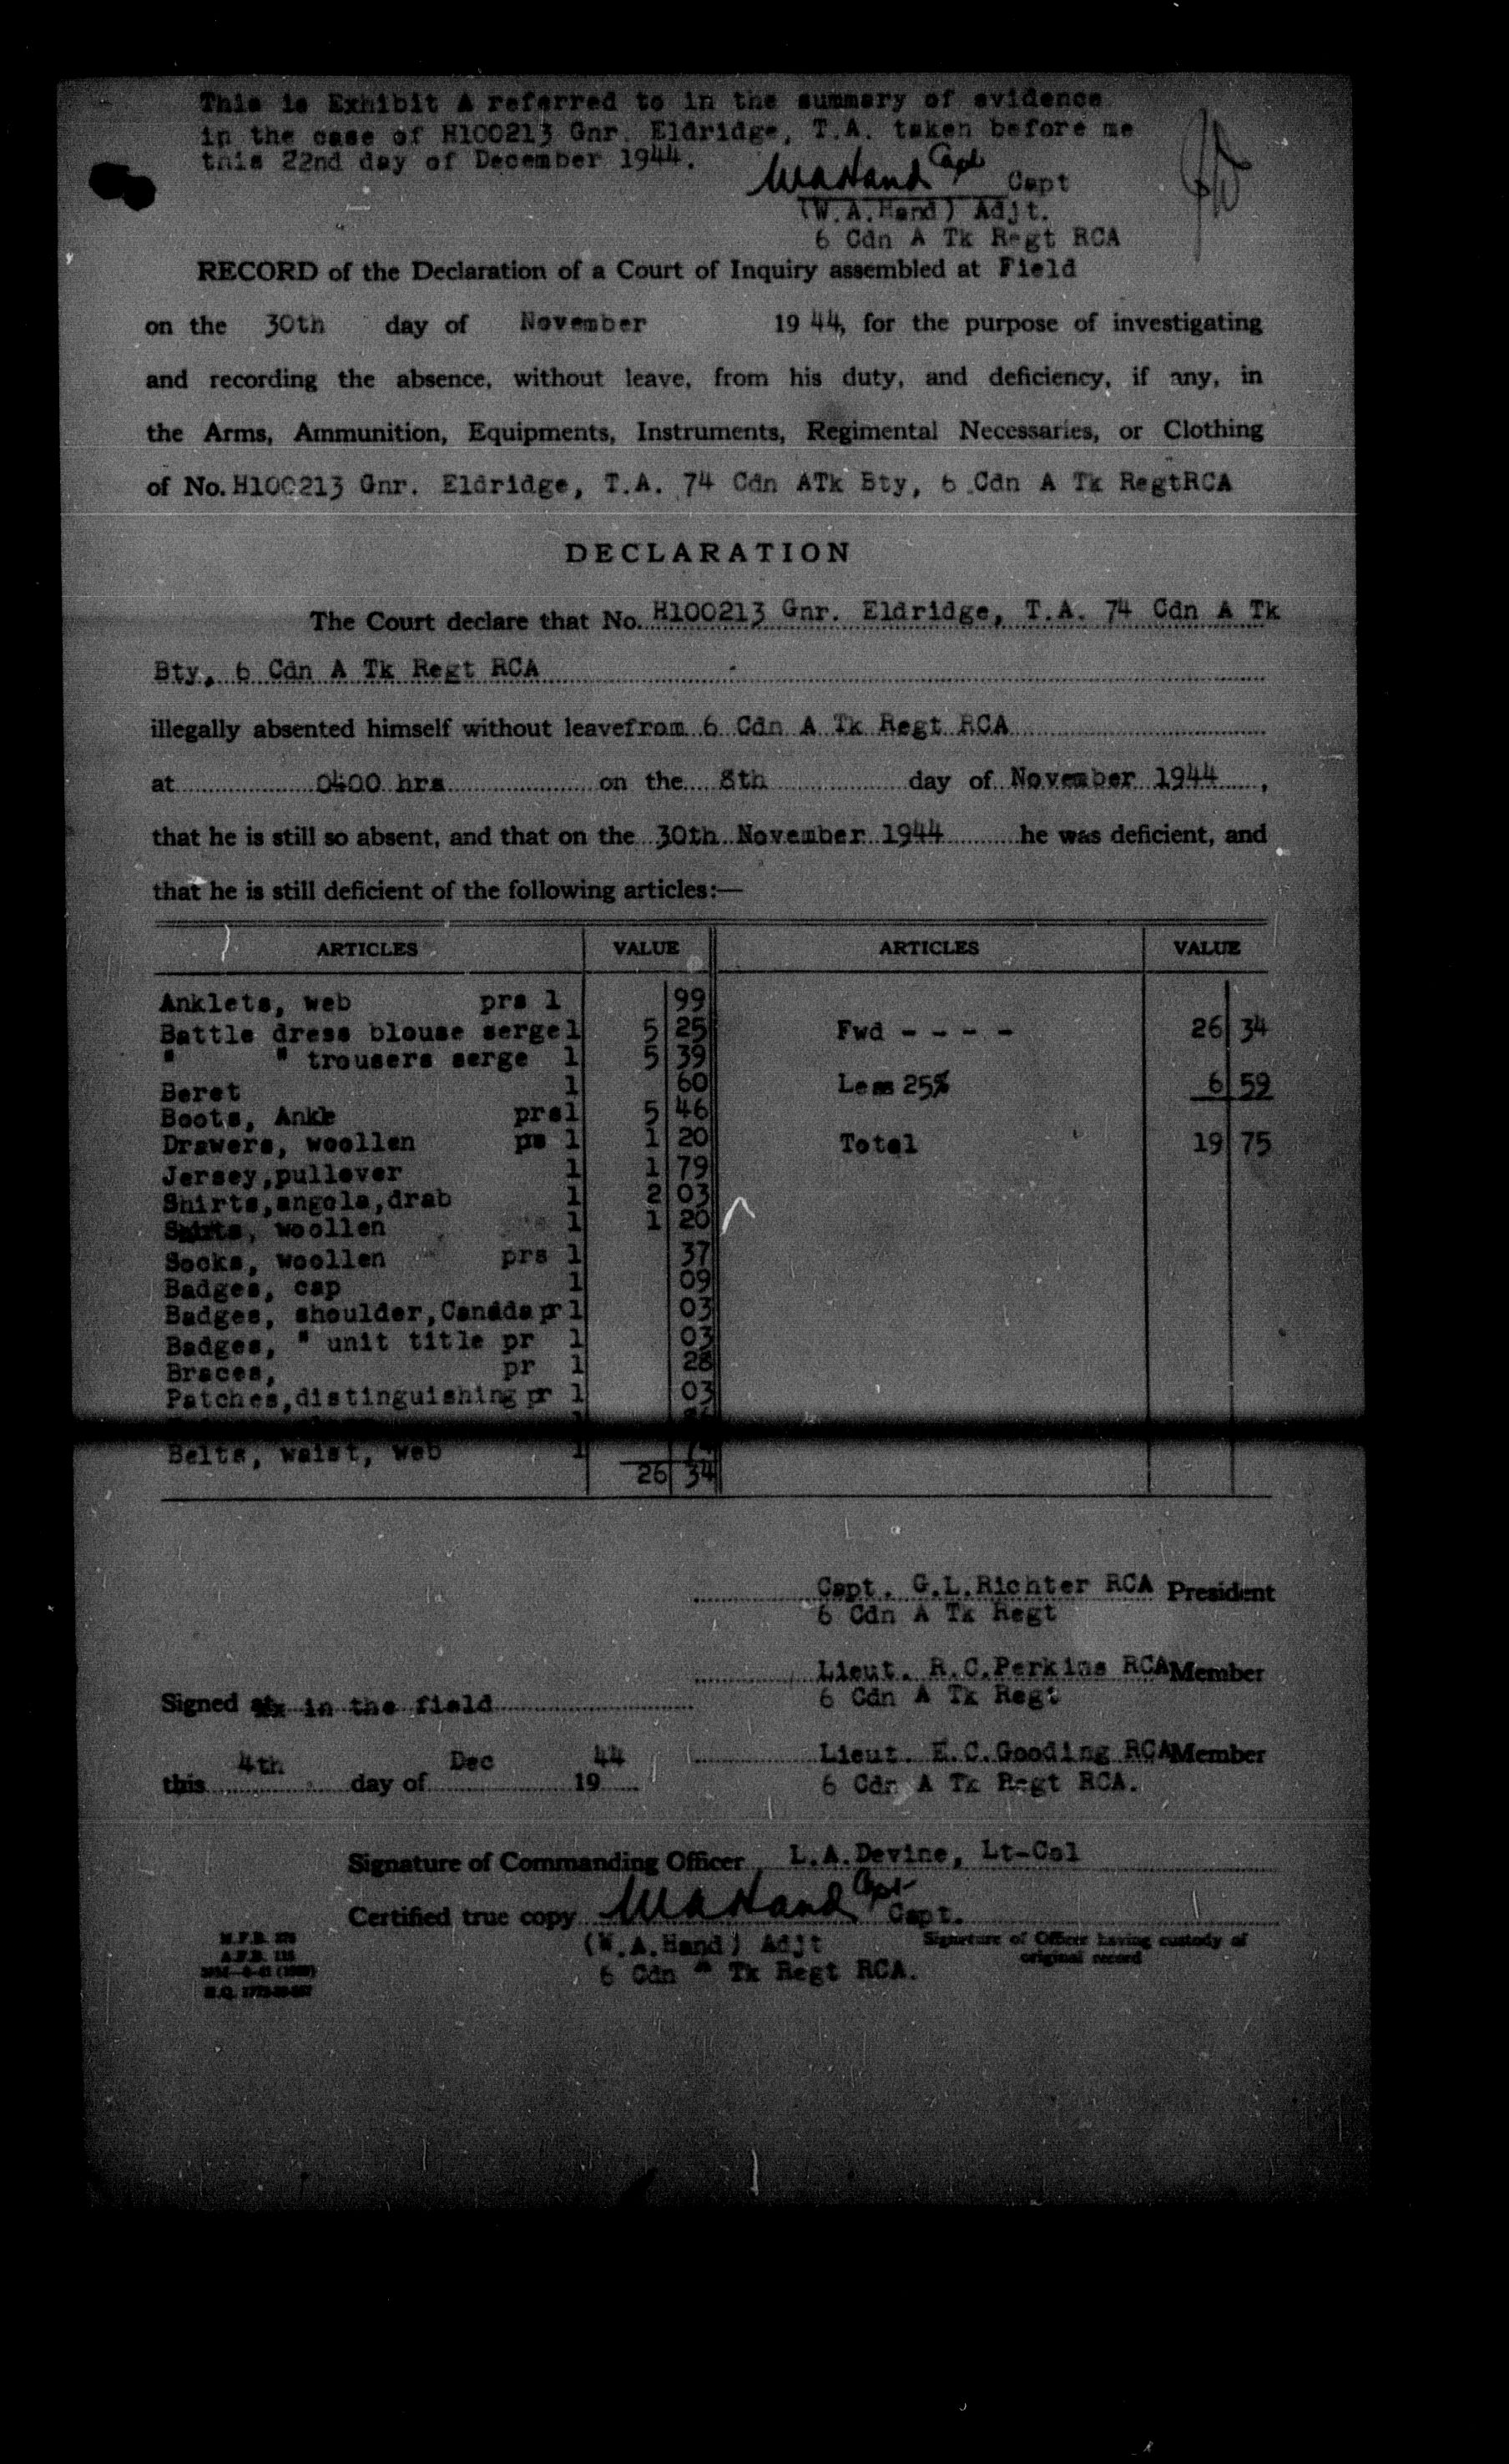 This is Exhibit A referred to in the summary of evidence
in the case of H100213 Gnr. Eldridge, T.A. taken before me
this 22nd day of December 1944.
WA Hand Capt Capt
(W.A.Hand) Adjt.
6 Cdn A Tk Regt RCA
RECORD of the Declaration of a Court of Inquiry assembled at Field
on the 30th day of November 1944, for the purpose of investigating
and recording the absence, without leave, from his duty, and deficiency, if any, in
the Arms, Ammunition, Equipments, Instruments, Regimental Necessaries, or Clothing
of No. H100213 Gnr. Eldridge, T.A. 74 Cdn ATk Bty, 6 Cdn A Tk RegtRCA
DECLARATION
The Court declare that No. H100213 Gnr. Eldridge, T.A. 74 Cdn A Tk
Bty, 6 Cdn A Tk Regt RCA
illegally absented himself without leavefrom 6 Cdn A Tk Regt RCA
at 0400 hrs on the 8th day of November 1944,
that he is still so absent, and that on the 30th November 1944 he was deficient, and
that he is still deficient of the following articles:—
ARTICLES VALUE ARTICLES VALUE
Anklets, web prs 1 99
Battle dress blouse serge1 5 25 Fwd - - - - 26 34
" " trousers serge 1 5 39
Beret 1 60 Less 25% 6 59
Boots, Ankle prs1 5 46
Drawers, woollen prs 1 1 20 Total 19 75
Jersey,pullover 1 1 79
Shirts,angola,drab 1 2 03
woollen 1 1 20
Socks, woollen prs 1 37
Badges, cap 1 09
Badges, shoulder,Canada pr 1 03
Badges, " unit title pr 1 03
Braces, pr 1 28
Patches,distinguishing pr 1 03
Belts, waist, web 1
26 34
Capt. G.L.Richter RCA President
6 Cdn A Tk Regt
Lieut. R.C.Perkins RCA Member
Signed in the field 6 Cdn A Tk Regt
Lieut. E.C.Gooding RCA Member
this 4th day of Dec 1944 6 Cdn A Tk Regt RCA.
Signature of Commanding Officer L.A.Devine, Lt-Col
Certified true copy WA Hand Capt Capt.
(W.A.Hand) Adjt Signature of Officer having custody of
original record
6 Cdn A Tk Regt RCA.